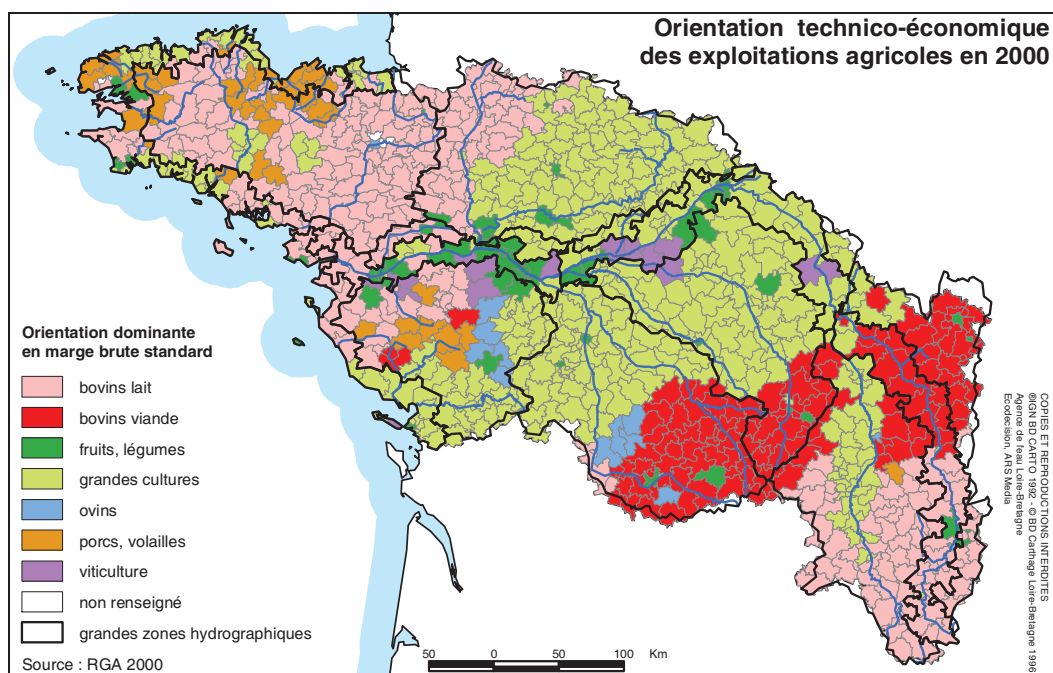 Orientation technico-économique
des exploitations agricoles en 2000
Orientation dominante
en marge brute standard
bovins lait
bovins viande
fruits, légumes
grandes cultures
ovins
porcs, volailles
viticulture
non renseigné
grandes zones hydrographiques
Source : RGA 2000
50 0 50 100 Km
COPIES ET REPRODUCTIONS INTERDITES
©IGN BD CARTO 1992 - © BD Carthage Loire-Bretagne 1996
Agence de l'eau Loire-Bretagne
Ecodecision, ARS Media